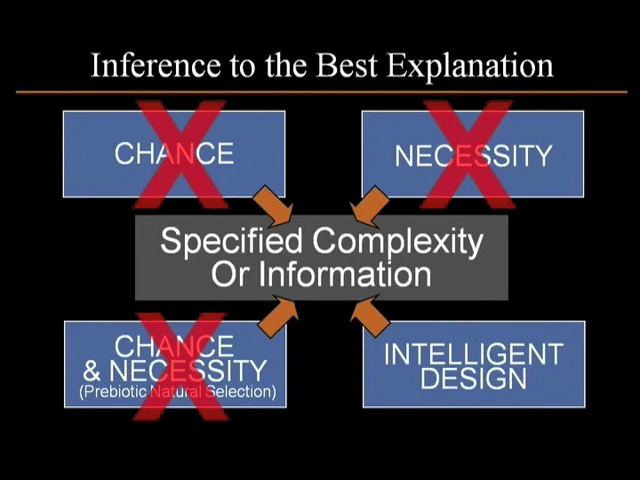 Inference to the Best Explanation
CHANCE
NECESSITY
Specified Complexity
Or Information
CHANCE
& NECESSITY
(Prebiotic Natural Selection)
INTELLIGENT
DESIGN